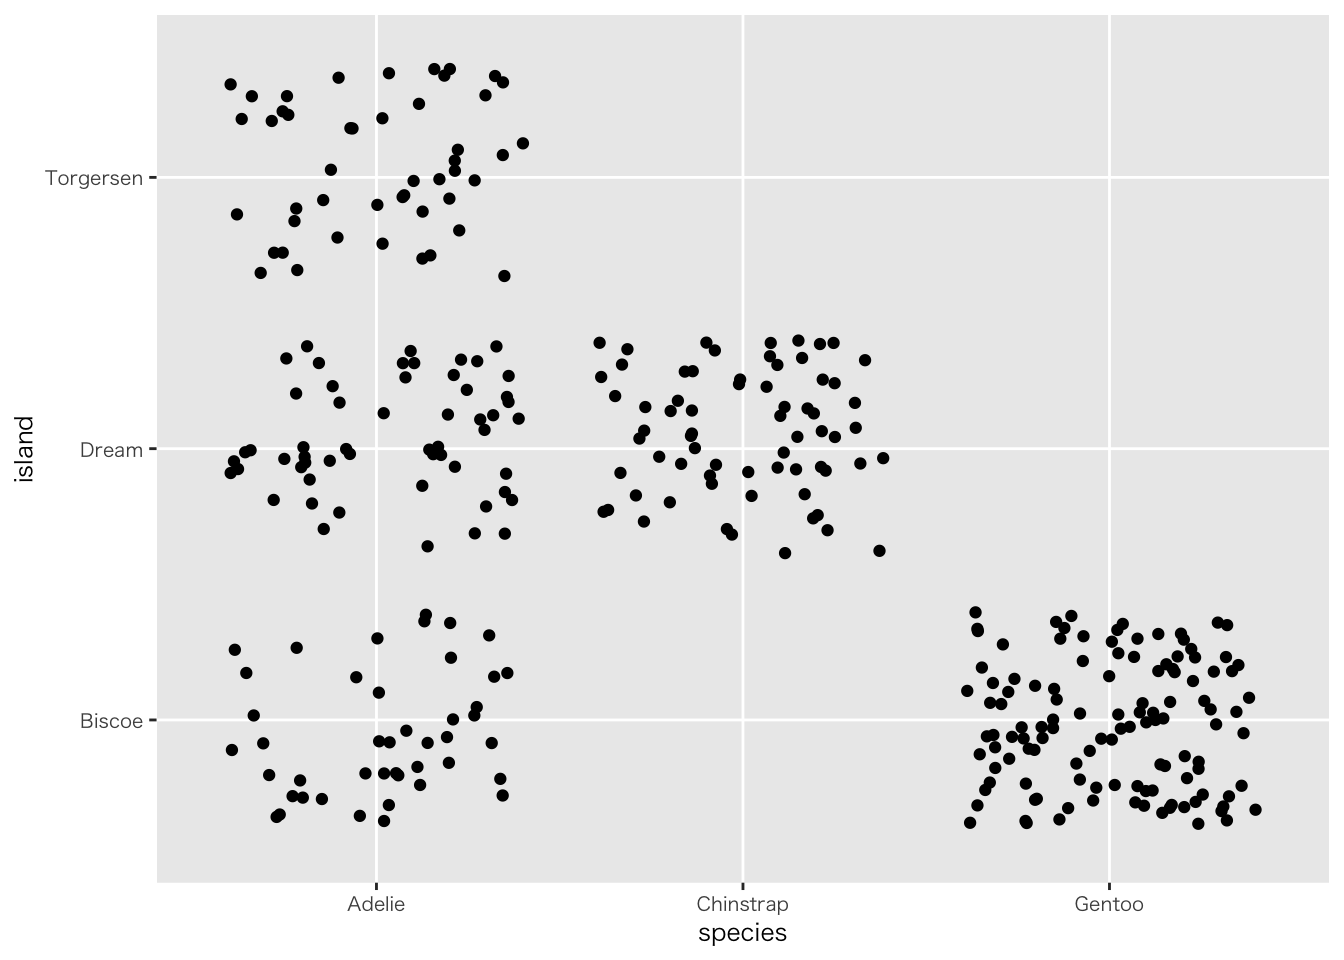 Torgersen
Dream
Biscoe
island
Adelie Chinstrap Gentoo
species